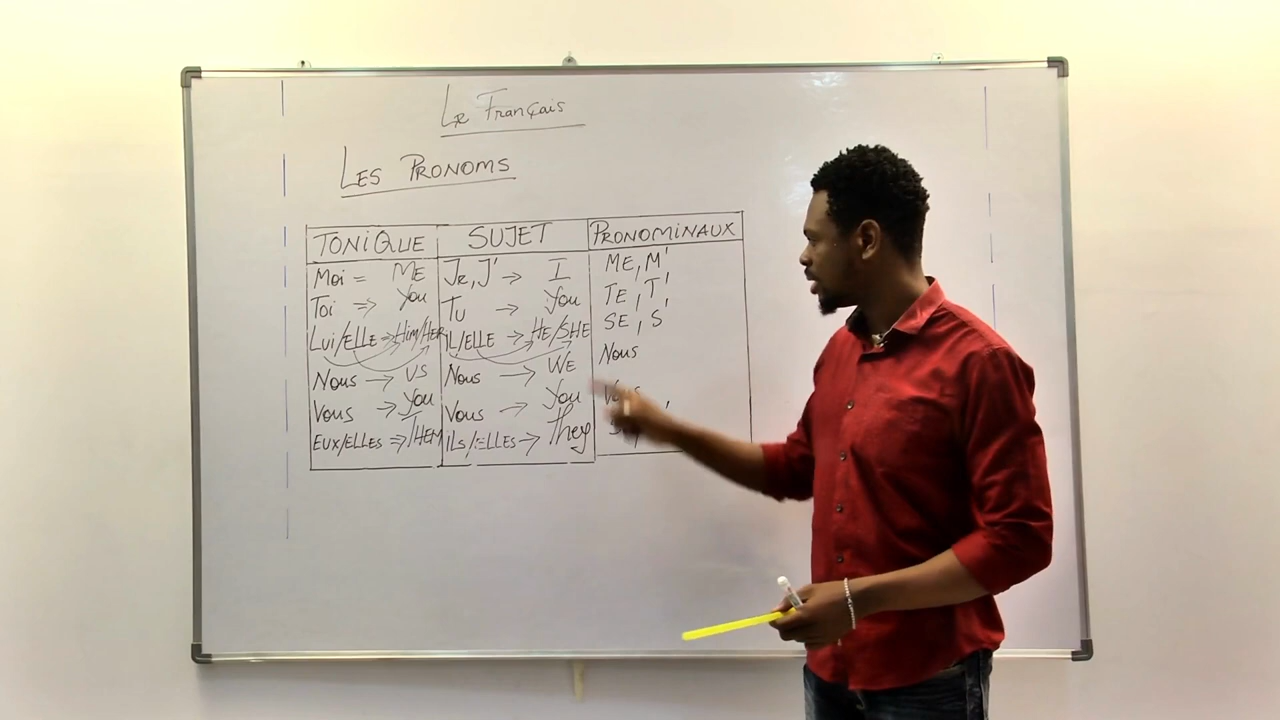 Le Français
LES PRONOMS
TONIQUE SUJET PRONOMINAUX
Moi = ME Je, J' → I ME, M'
Toi => You Tu → You TE, T'
Lui/ELLE => Him/HER IL/ELLE → HE/SHE SE, S'
Nous → US Nous → WE Nous
Vous → You Vous → You
EUX/ELLES => THEM ILs/ELLES → They